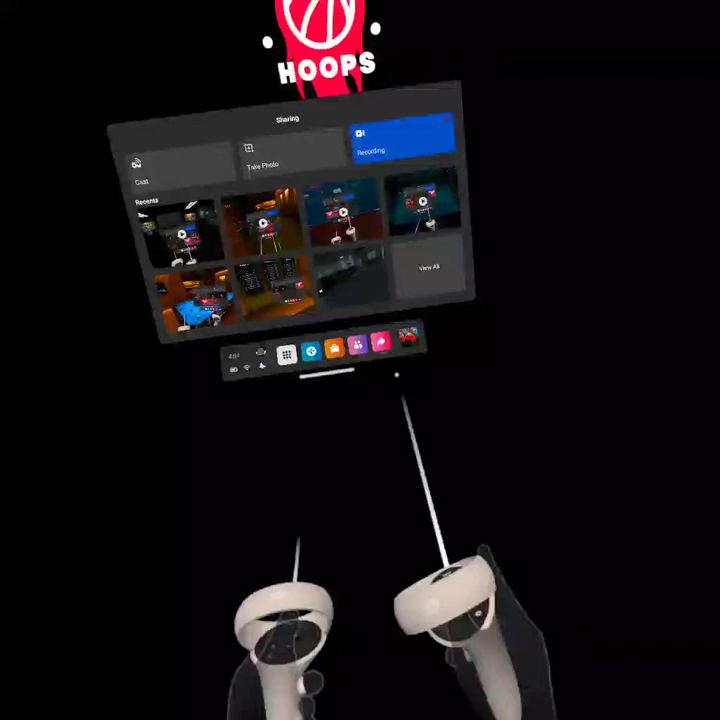 HOOPS
Sharing
Cast
Take Photo
Recording
Recents
View All